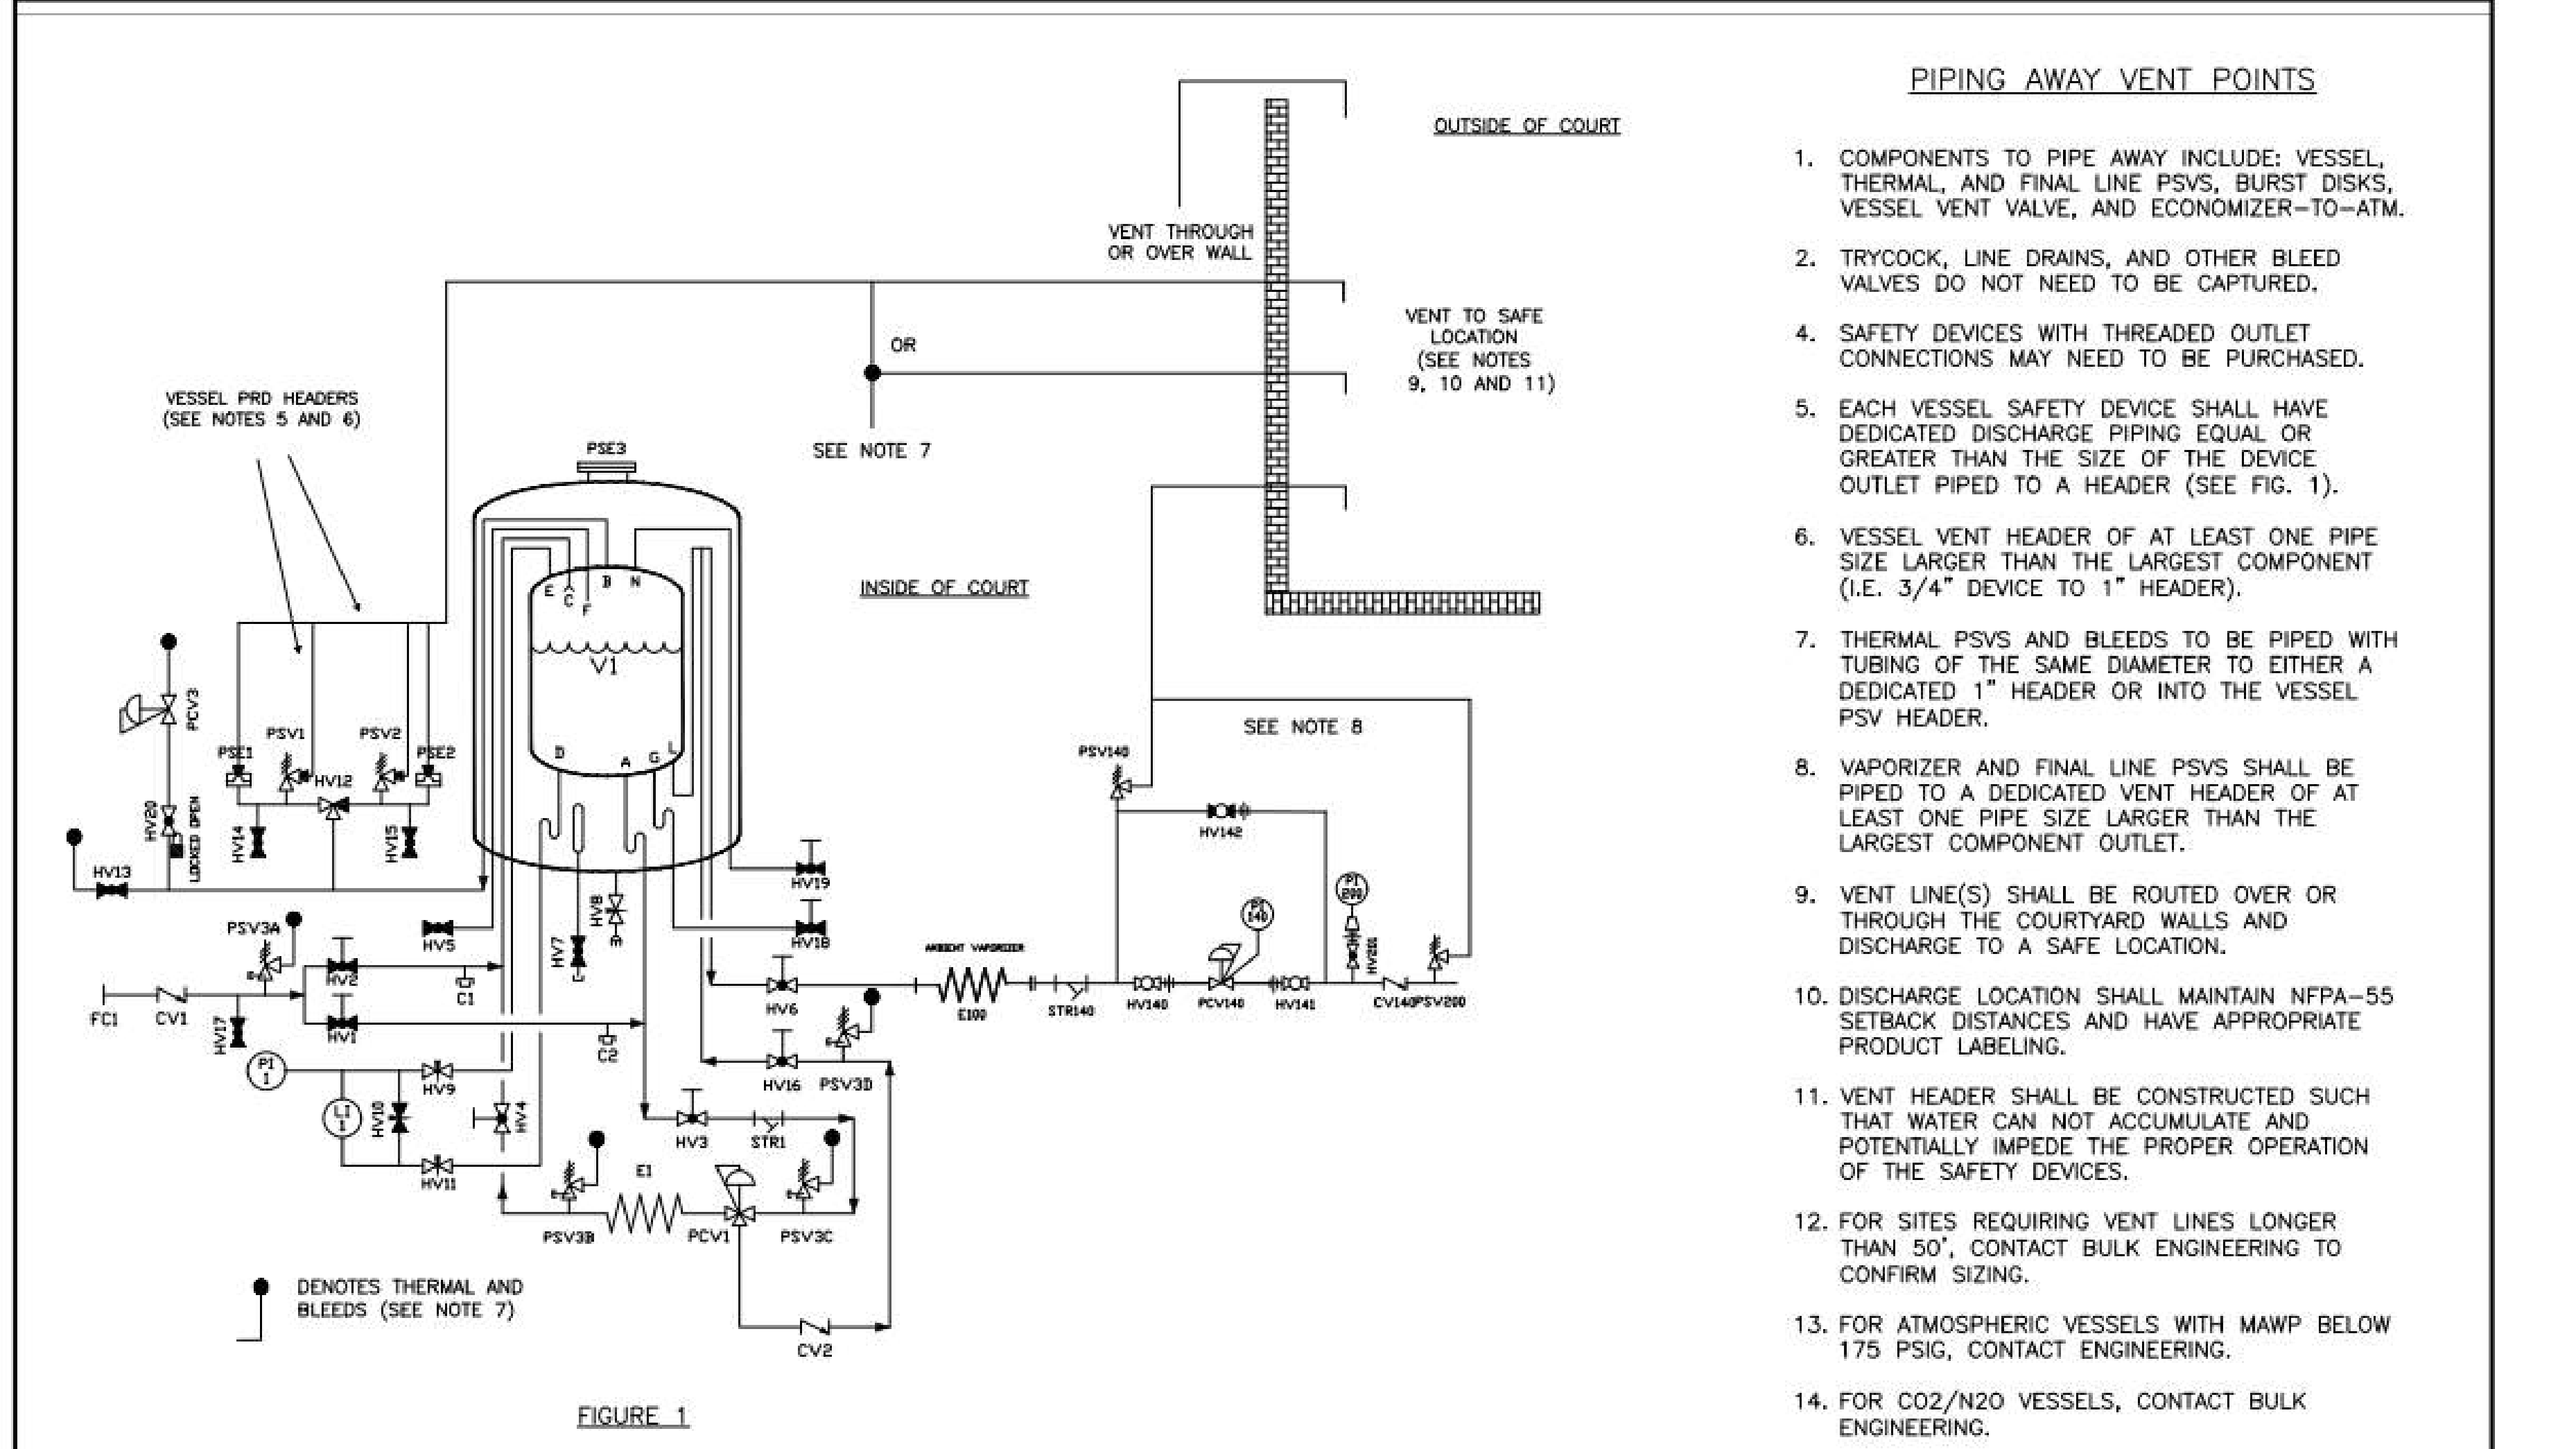 PIPING AWAY VENT POINTS
1. COMPONENTS TO PIPE AWAY INCLUDE: VESSEL,
THERMAL, AND FINAL LINE PSVS, BURST DISKS,
VESSEL VENT VALVE, AND ECONOMIZER-TO-ATM.
2. TRYCOCK, LINE DRAINS, AND OTHER BLEED
VALVES DO NOT NEED TO BE CAPTURED.
4. SAFETY DEVICES WITH THREADED OUTLET
CONNECTIONS MAY NEED TO BE PURCHASED.
5. EACH VESSEL SAFETY DEVICE SHALL HAVE
DEDICATED DISCHARGE PIPING EQUAL OR
GREATER THAN THE SIZE OF THE DEVICE
OUTLET PIPED TO A HEADER (SEE FIG. 1).
6. VESSEL VENT HEADER OF AT LEAST ONE PIPE
SIZE LARGER THAN THE LARGEST COMPONENT
(I.E. 3/4" DEVICE TO 1" HEADER).
7. THERMAL PSVS AND BLEEDS TO BE PIPED WITH
TUBING OF THE SAME DIAMETER TO EITHER A
DEDICATED 1" HEADER OR INTO THE VESSEL
PSV HEADER.
8. VAPORIZER AND FINAL LINE PSVS SHALL BE
PIPED TO A DEDICATED VENT HEADER OF AT
LEAST ONE PIPE SIZE LARGER THAN THE
LARGEST COMPONENT OUTLET.
9. VENT LINE(S) SHALL BE ROUTED OVER OR
THROUGH THE COURTYARD WALLS AND
DISCHARGE TO A SAFE LOCATION.
10. DISCHARGE LOCATION SHALL MAINTAIN NFPA-55
SETBACK DISTANCES AND HAVE APPROPRIATE
PRODUCT LABELING.
11. VENT HEADER SHALL BE CONSTRUCTED SUCH
THAT WATER CAN NOT ACCUMULATE AND
POTENTIALLY IMPEDE THE PROPER OPERATION
OF THE SAFETY DEVICES.
12. FOR SITES REQUIRING VENT LINES LONGER
THAN 50', CONTACT BULK ENGINEERING TO
CONFIRM SIZING.
13. FOR ATMOSPHERIC VESSELS WITH MAWP BELOW
175 PSIG, CONTACT ENGINEERING.
14. FOR CO2/N2O VESSELS, CONTACT BULK
ENGINEERING.
OUTSIDE OF COURT
VENT THROUGH
OR OVER WALL
VENT TO SAFE
LOCATION
(SEE NOTES
9, 10 AND 11)
OR
SEE NOTE 7
VESSEL PRD HEADERS
(SEE NOTES 5 AND 6)
PSE3
INSIDE OF COURT
E
C
F
B
N
V1
D
A
G
L
PCV3
PSV1
PSV2
PSE1
PSE2
HV12
HV20
LOCKED OPEN
HV14
HV15
HV13
HV19
HV18
HV5
HV7
HV8
PSV3A
HV2
C1
FC1
CV1
HV17
HV1
C2
PI
1
HV9
LI
1
HV10
HV4
HV11
HV6
HV16
PSV3D
HV3
STR1
E1
PSV3B
PCV1
PSV3C
CV2
AMBIENT VAPORIZER
E100
STR140
HV140
PCV140
HV141
CV140
PSV200
PSV140
SEE NOTE 8
HV142
PI
140
PI
200
HV201
DENOTES THERMAL AND
BLEEDS (SEE NOTE 7)
FIGURE 1